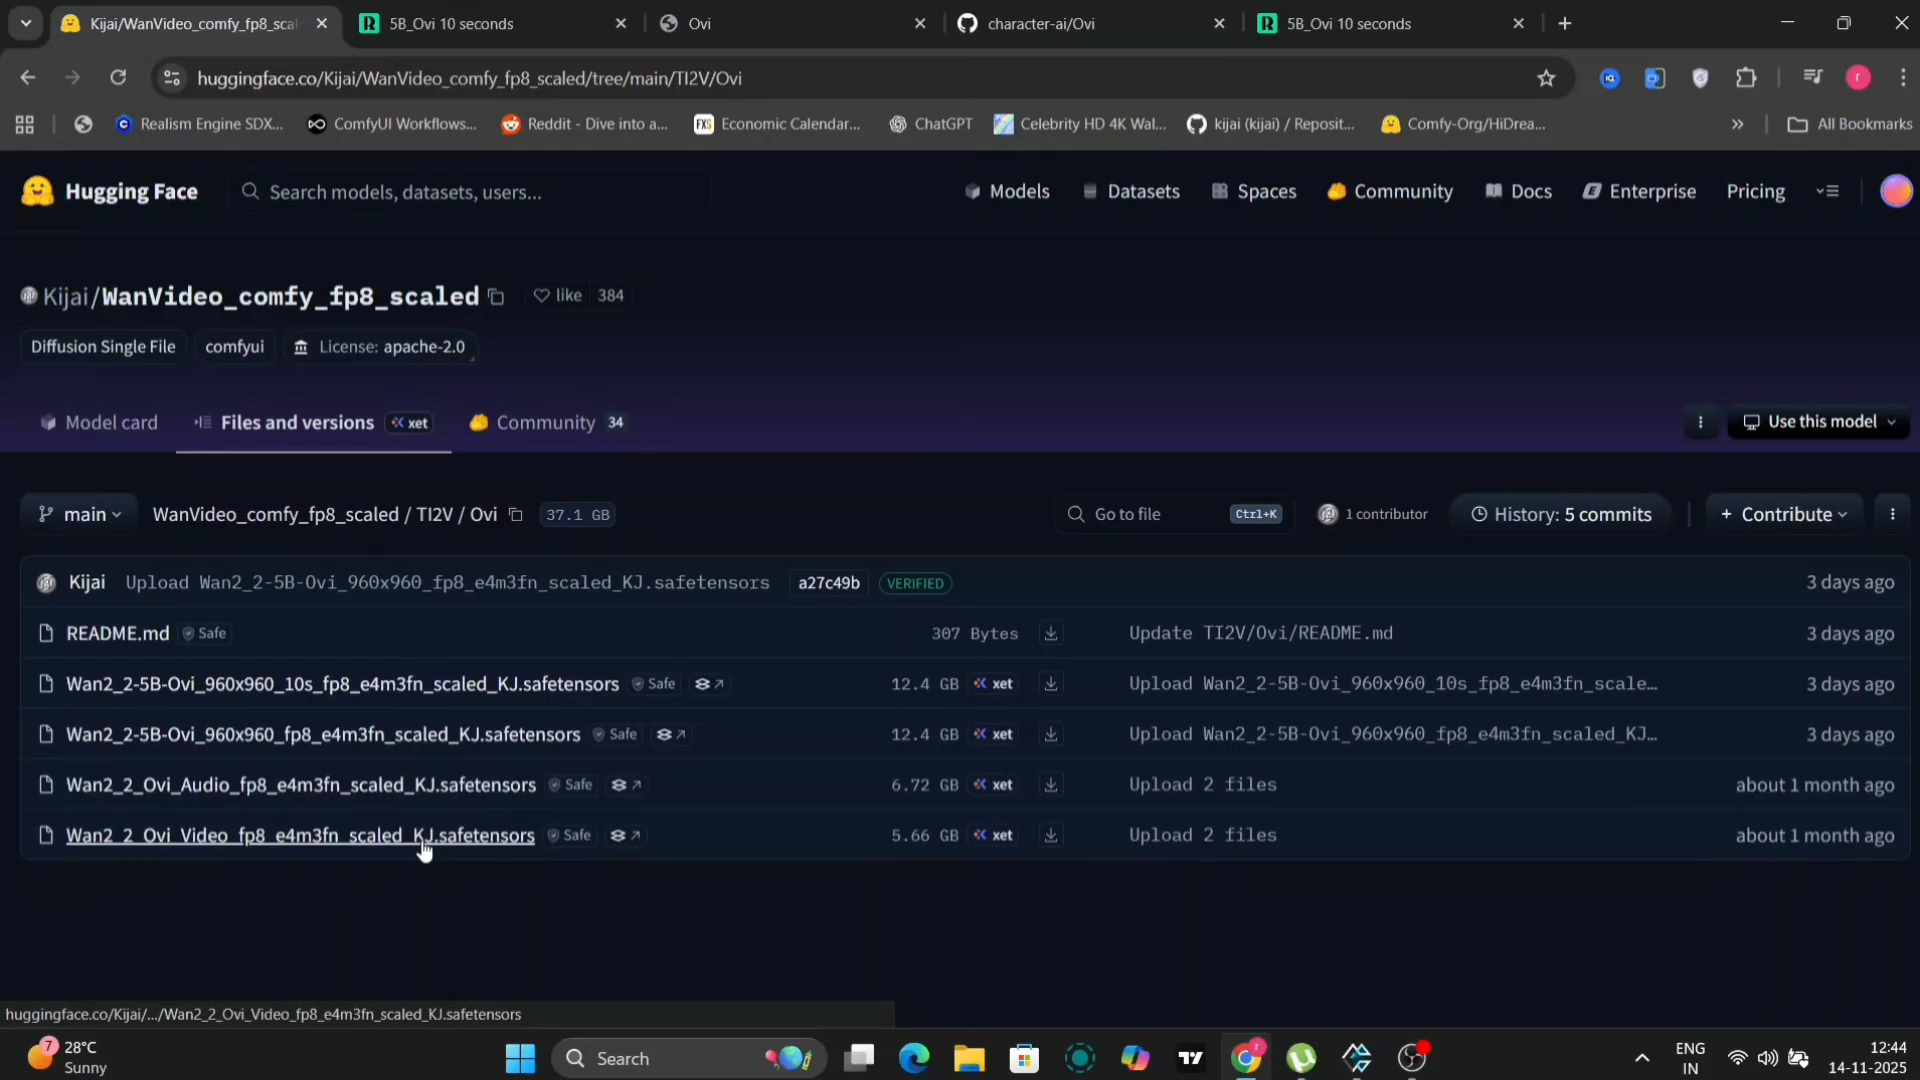 Kijai/WanVideo_comfy_fp8_scal
5B_Ovi 10 seconds
Ovi
character-ai/Ovi
5B_Ovi 10 seconds
huggingface.co/Kijai/WanVideo_comfy_fp8_scaled/tree/main/TI2V/Ovi
Realism Engine SDX...
ComfyUI Workflows...
Reddit - Dive into a...
FXS Economic Calendar...
ChatGPT
Celebrity HD 4K Wal...
kijai (kijai) / Reposit...
Comfy-Org/HiDrea...
All Bookmarks
Hugging Face
Search models, datasets, users...
Models
Datasets
Spaces
Community
Docs
Enterprise
Pricing
Kijai/WanVideo_comfy_fp8_scaled
like 384
Diffusion Single File
comfyui
License: apache-2.0
Model card
Files and versions xet
Community 34
Use this model
main
WanVideo_comfy_fp8_scaled / TI2V / Ovi
37.1 GB
Go to file Ctrl+K
1 contributor
History: 5 commits
+ Contribute
Kijai Upload Wan2_2-5B-Ovi_960x960_fp8_e4m3fn_scaled_KJ.safetensors a27c49b VERIFIED 3 days ago
README.md Safe 307 Bytes Update TI2V/Ovi/README.md 3 days ago
Wan2_2-5B-Ovi_960x960_10s_fp8_e4m3fn_scaled_KJ.safetensors Safe 12.4 GB xet Upload Wan2_2-5B-Ovi_960x960_10s_fp8_e4m3fn_scale... 3 days ago
Wan2_2-5B-Ovi_960x960_fp8_e4m3fn_scaled_KJ.safetensors Safe 12.4 GB xet Upload Wan2_2-5B-Ovi_960x960_fp8_e4m3fn_scaled_KJ... 3 days ago
Wan2_2_Ovi_Audio_fp8_e4m3fn_scaled_KJ.safetensors Safe 6.72 GB xet Upload 2 files about 1 month ago
Wan2_2_Ovi_Video_fp8_e4m3fn_scaled_KJ.safetensors Safe 5.66 GB xet Upload 2 files about 1 month ago
huggingface.co/Kijai/.../Wan2_2_Ovi_Video_fp8_e4m3fn_scaled_KJ.safetensors
7
28°C
Sunny
Search
ENG
IN
12:44
14-11-2025